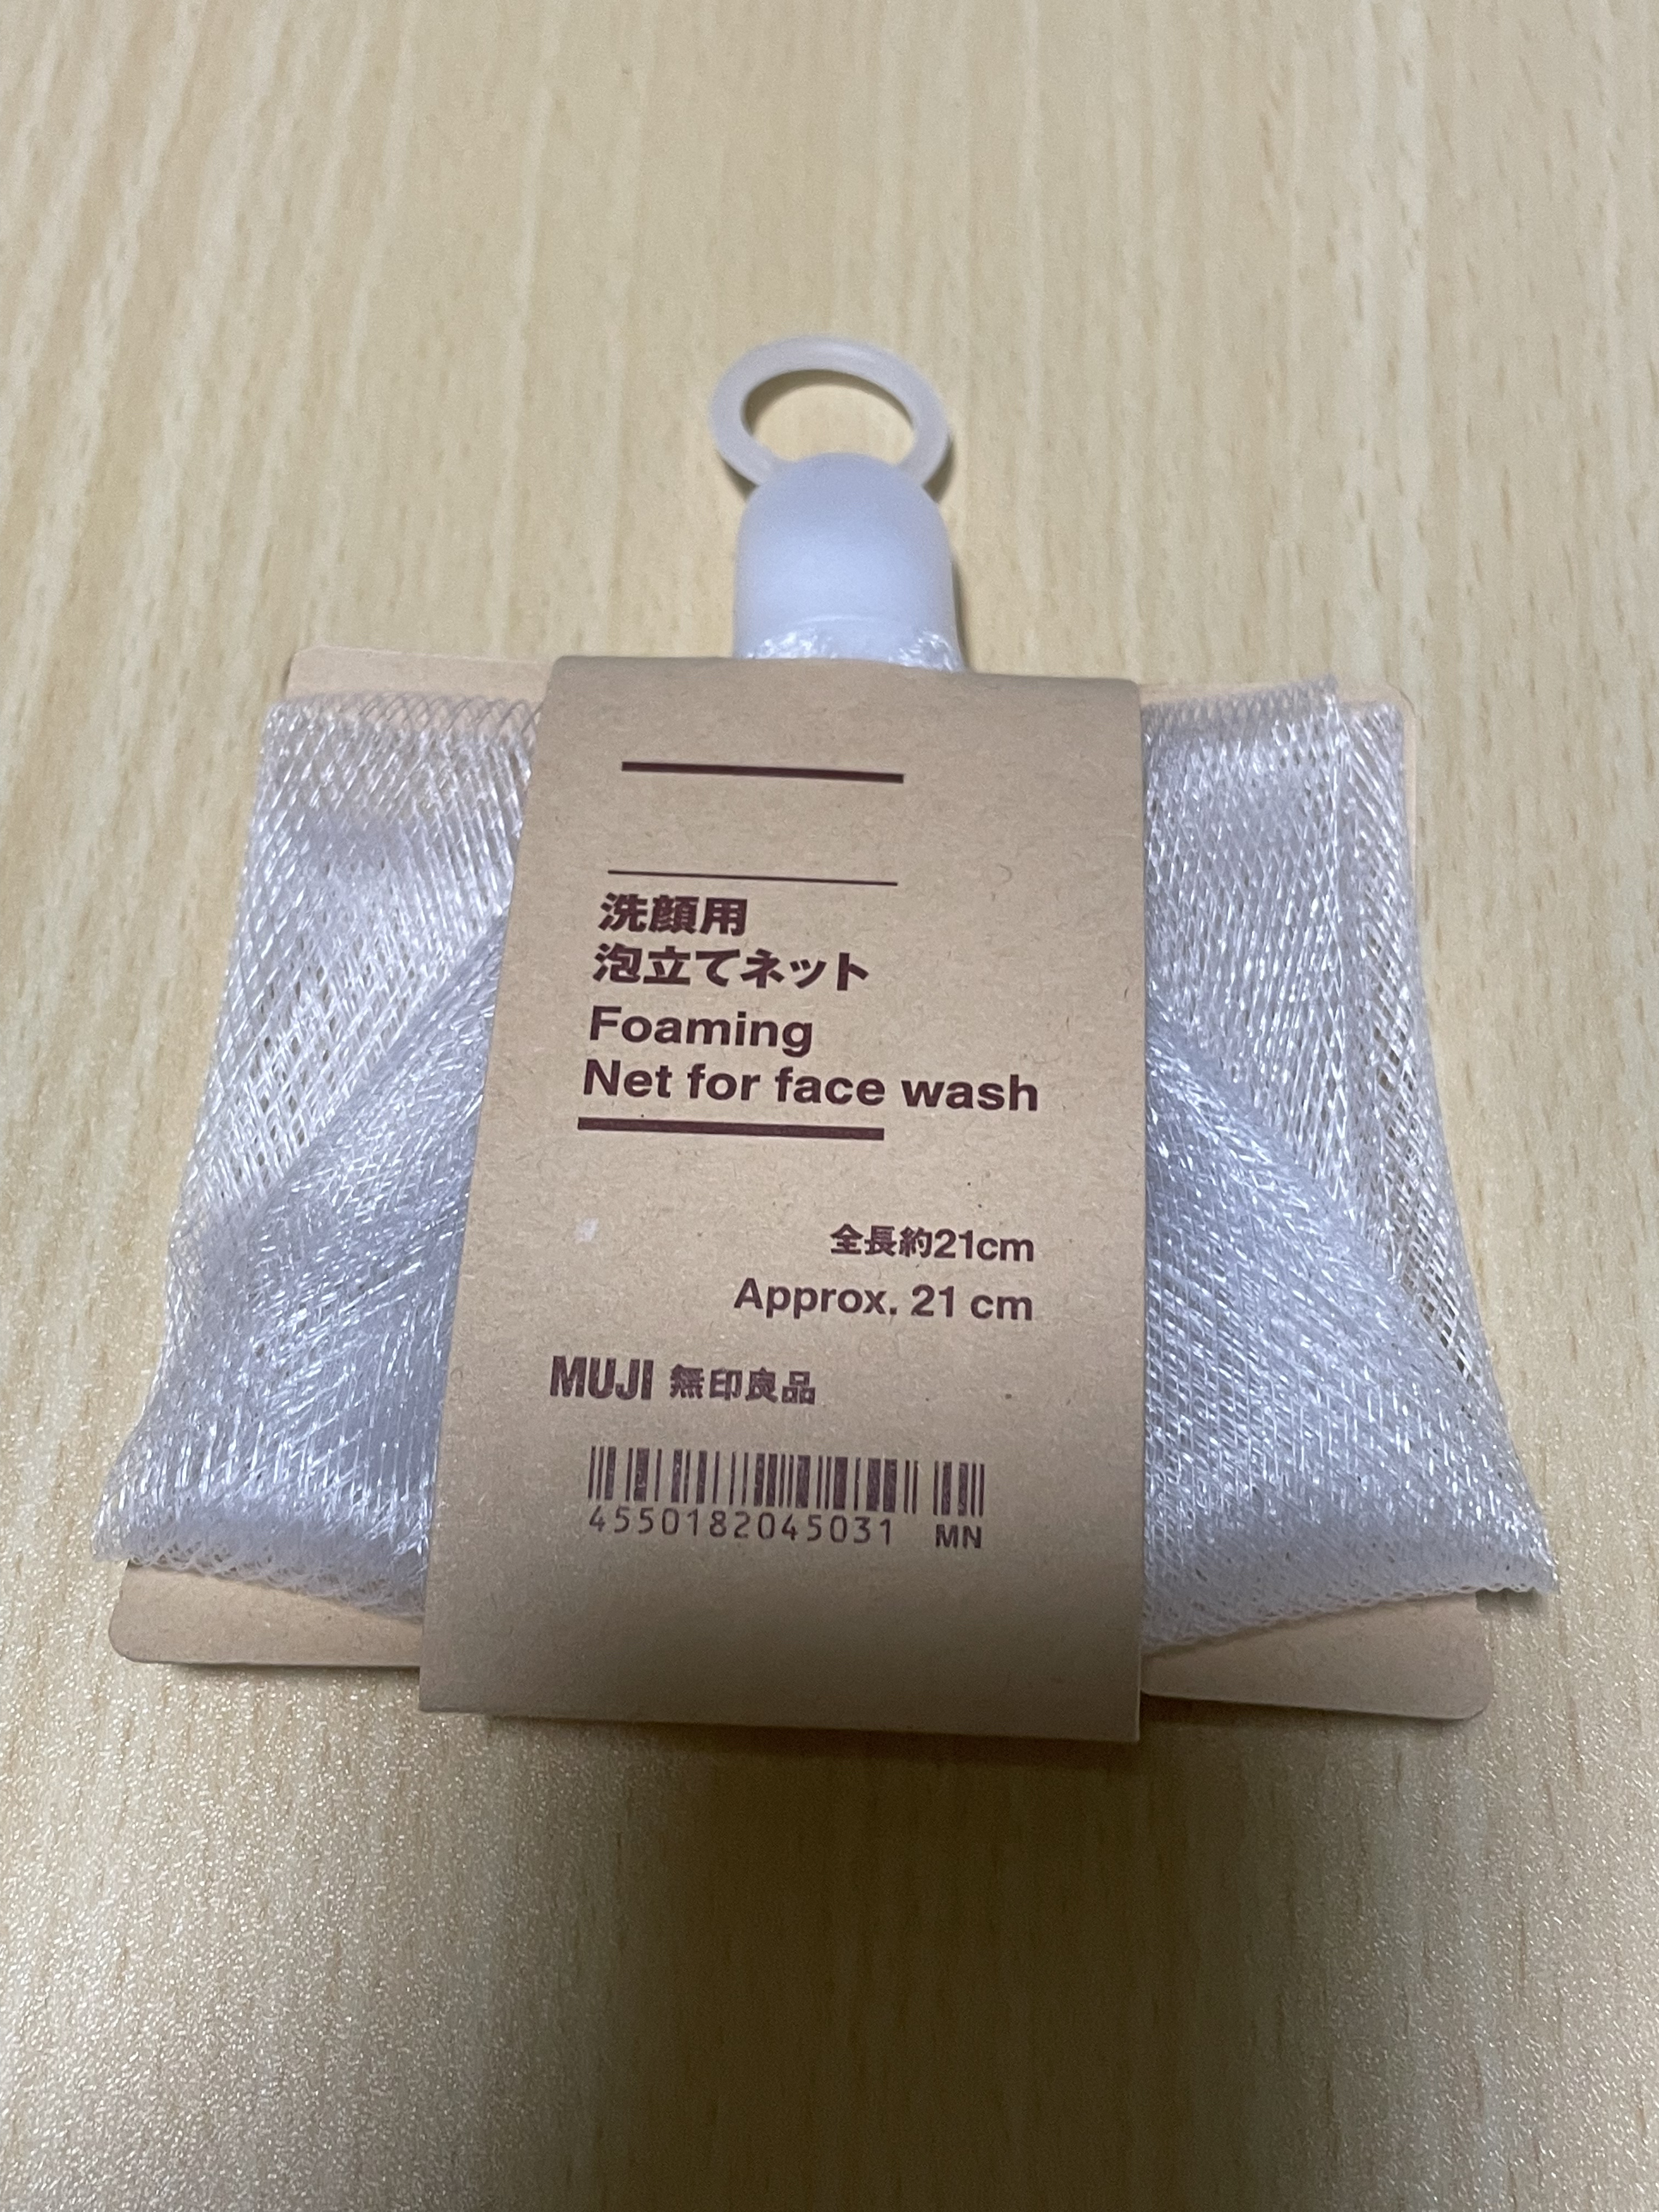 洗顔用
泡立てネット
Foaming
Net for face wash
全長約21cm
Approx. 21 cm
MUJI 無印良品
4550182045031 MN